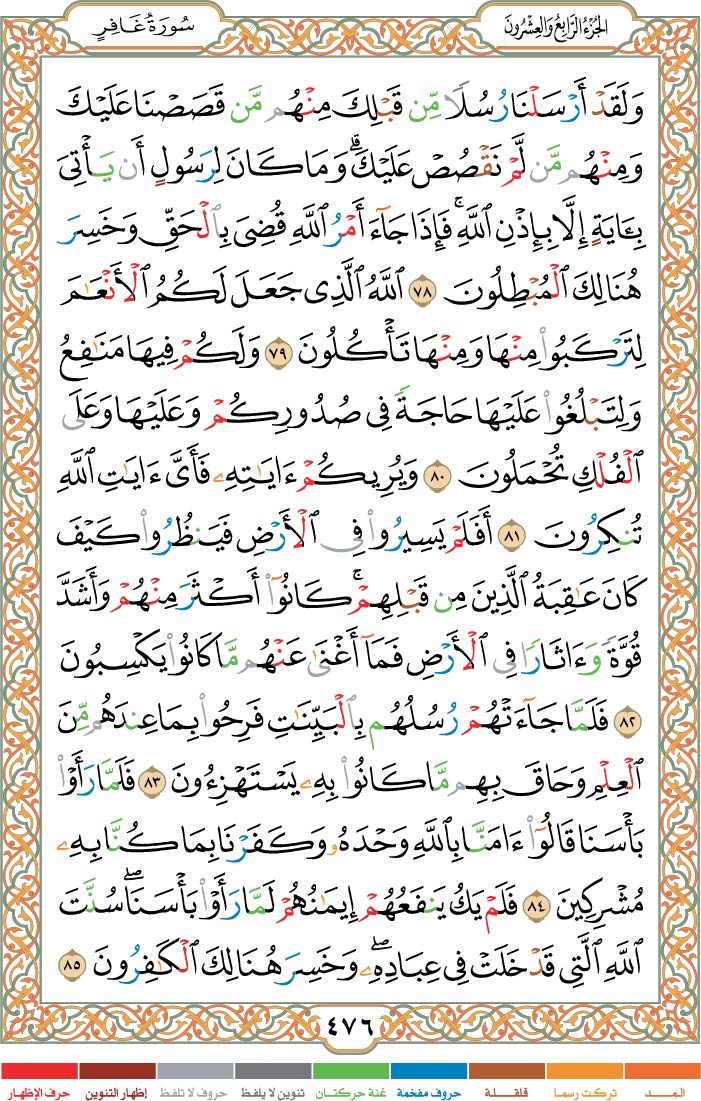 الجُزْءُ الرَّابِعُ وَالعِشْرُونَ
سُورَةُ غَافِرٍ
وَلَقَدْ أَرْسَلْنَا رُسُلًا مِّن قَبْلِكَ مِنْهُم مَّن قَصَصْنَا عَلَيْكَ
وَمِنْهُم مَّن لَّمْ نَقْصُصْ عَلَيْكَ ۗ وَمَا كَانَ لِرَسُولٍ أَن يَأْتِىَ
بِـَٔايَةٍ إِلَّا بِإِذْنِ ٱللَّهِ ۚ فَإِذَا جَآءَ أَمْرُ ٱللَّهِ قُضِىَ بِٱلْحَقِّ وَخَسِرَ
هُنَالِكَ ٱلْمُبْطِلُونَ ٧٨ ٱللَّهُ ٱلَّذِى جَعَلَ لَكُمُ ٱلْأَنْعَٰمَ
لِتَرْكَبُوا۟ مِنْهَا وَمِنْهَا تَأْكُلُونَ ٧٩ وَلَكُمْ فِيهَا مَنَٰفِعُ
وَلِتَبْلُغُوا۟ عَلَيْهَا حَاجَةً فِى صُدُورِكُمْ وَعَلَيْهَا وَعَلَى
ٱلْفُلْكِ تُحْمَلُونَ ٨٠ وَيُرِيكُمْ ءَايَٰتِهِۦ فَأَىَّ ءَايَٰتِ ٱللَّهِ
تُنكِرُونَ ٨١ أَفَلَمْ يَسِيرُوا۟ فِى ٱلْأَرْضِ فَيَنظُرُوا۟ كَيْفَ
كَانَ عَٰقِبَةُ ٱلَّذِينَ مِن قَبْلِهِمْ ۚ كَانُوٓا۟ أَكْثَرَ مِنْهُمْ وَأَشَدَّ
قُوَّةً وَءَاثَارًا فِى ٱلْأَرْضِ فَمَآ أَغْنَىٰ عَنْهُم مَّا كَانُوا۟ يَكْسِبُونَ
٨٢ فَلَمَّا جَآءَتْهُمْ رُسُلُهُم بِٱلْبَيِّنَٰتِ فَرِحُوا۟ بِمَا عِندَهُم مِّنَ
ٱلْعِلْمِ وَحَاقَ بِهِم مَّا كَانُوا۟ بِهِۦ يَسْتَهْزِءُونَ ٨٣ فَلَمَّا رَأَوْا۟
بَأْسَنَا قَالُوٓا۟ ءَامَنَّا بِٱللَّهِ وَحْدَهُۥ وَكَفَرْنَا بِمَا كُنَّا بِهِۦ
مُشْرِكِينَ ٨٤ فَلَمْ يَكُ يَنفَعُهُمْ إِيمَٰنُهُمْ لَمَّا رَأَوْا۟ بَأْسَنَا ۖ سُنَّتَ
ٱللَّهِ ٱلَّتِى قَدْ خَلَتْ فِى عِبَادِهِۦ ۖ وَخَسِرَ هُنَالِكَ ٱلْكَٰفِرُونَ ٨٥
٤٧٦
المـــد تركت رسما قلقـلة حروف مفخمة غنة حركتان تنوين لا يلفظ حروف لا تلفظ إظهار التنوين حرف الإظهار